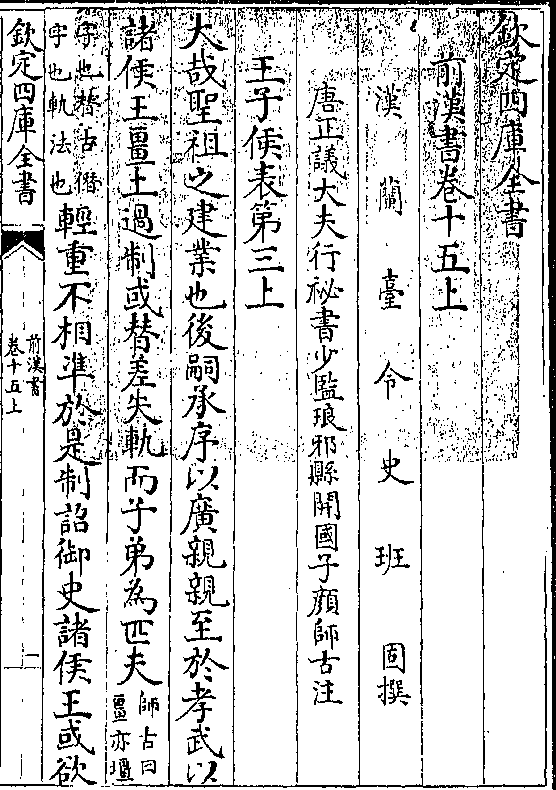 欽定四庫全書
前漢書卷十五上
漢蘭臺令史班固撰
唐正議大夫行祕書少監琅邪縣開國子顔師古注
王子侯表第三上
大哉聖祖之建業也後嗣承序以廣親親至於孝武以
諸侯王畺土過制或替差失軌而子弟為匹夫師古曰畺亦壃
字也替古僭字也軌法也輕重不相準於是制詔御史諸侯王或欲
欽定四庫全書
前漢書
卷十五上